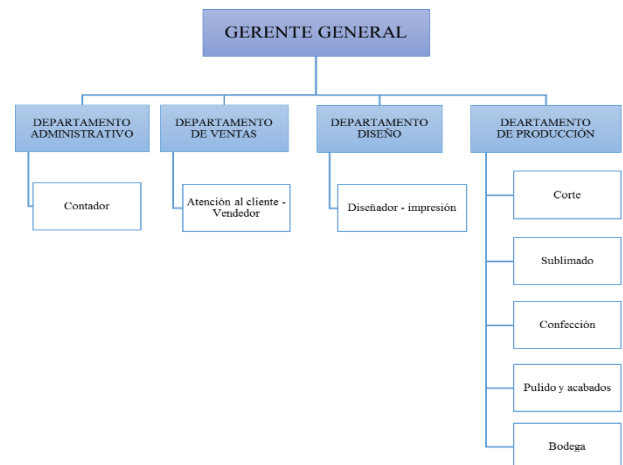 GERENTE GENERAL
DEPARTAMENTO
ADMINISTRATIVO
DEPARTAMENTO
DE VENTAS
DEPARTAMENTO
DISEÑO
DEARTAMENTO
DE PRODUCCIÓN
Contador
Atención al cliente -
Vendedor
Diseñador - impresión
Corte
Sublimado
Confección
Pulido y acabados
Bodega